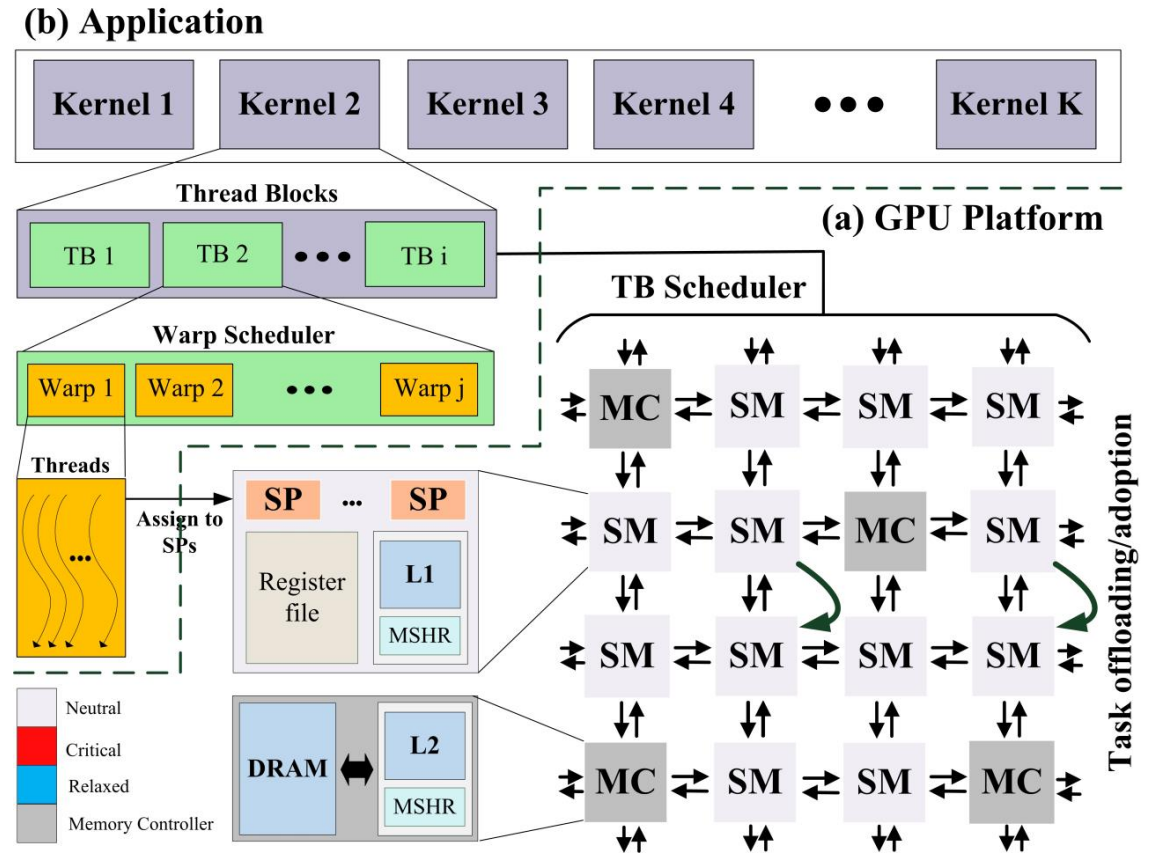 (b) Application
Kernel 1 Kernel 2 Kernel 3 Kernel 4 ••• Kernel K
Thread Blocks
TB 1 TB 2 ••• TB i
(a) GPU Platform
TB Scheduler
Warp Scheduler
Warp 1 Warp 2 ••• Warp j
Threads
•••
Assign to
SPs
SP ... SP
Register
file
L1
MSHR
MC SM SM SM
SM SM MC SM
SM SM SM SM
MC SM SM MC
Task offloading/adoption
Neutral
Critical
Relaxed
Memory Controller
DRAM
L2
MSHR